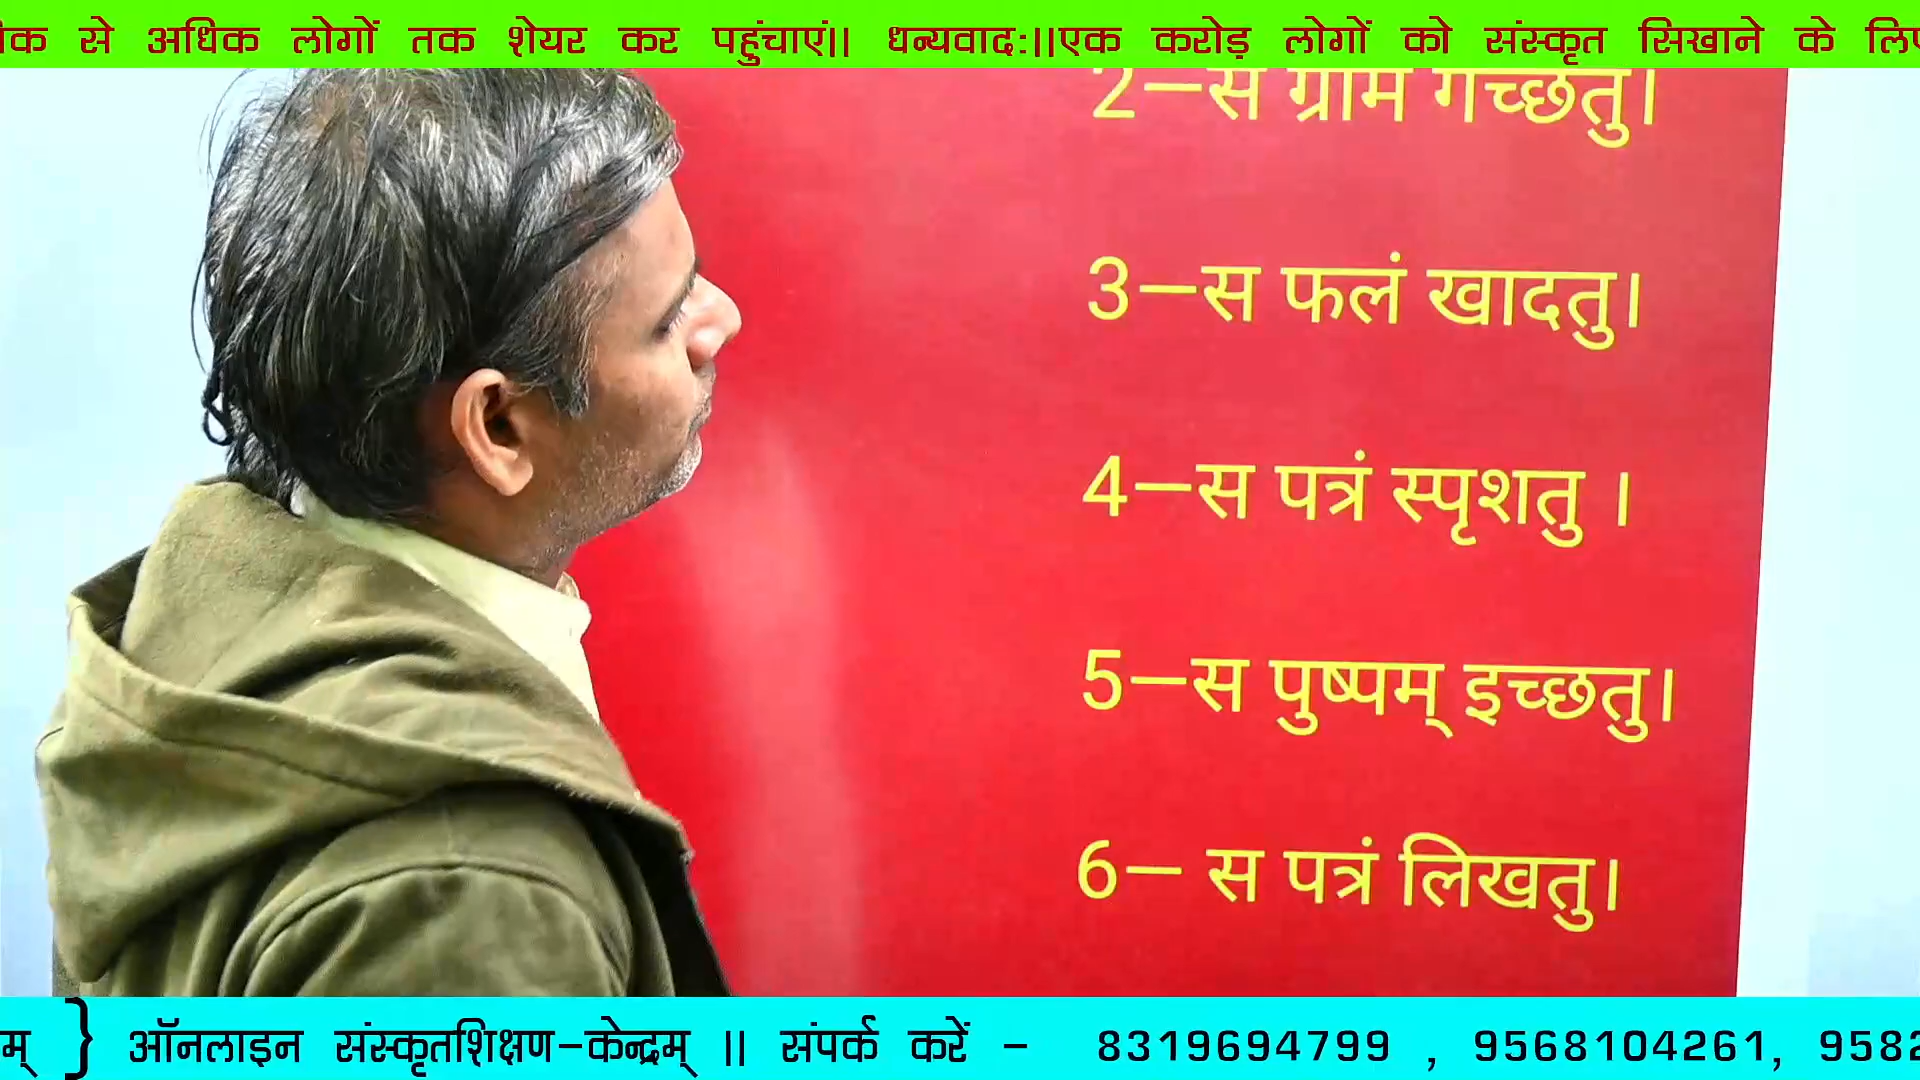 से अधिक लोगों तक शेयर कर पहुंचाएं|| धन्यवादः||एक करोड़ लोगों को संस्कृत सिखाने के
2–स ग्रामं गच्छतु।
3–स फलं खादतु।
4–स पत्रं स्पृशतु ।
5–स पुष्पम् इच्छतु।
6– स पत्रं लिखतु।
} ऑनलाइन संस्कृतशिक्षण-केन्द्रम् || संपर्क करें - 8319694799 , 9568104261, 9582